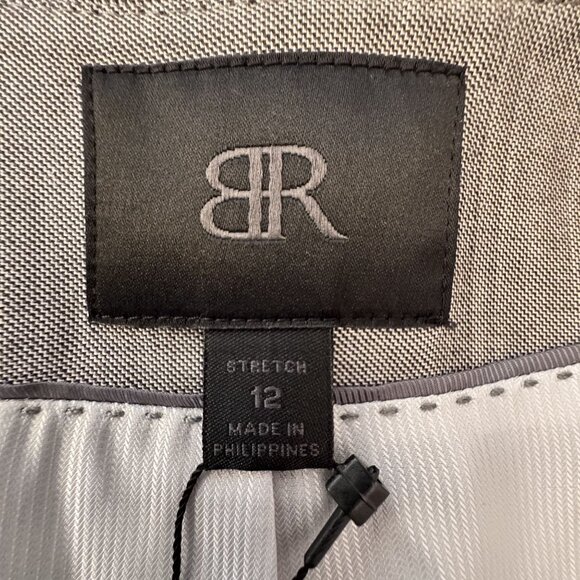 BR
STRETCH
12
MADE IN
PHILIPPINES